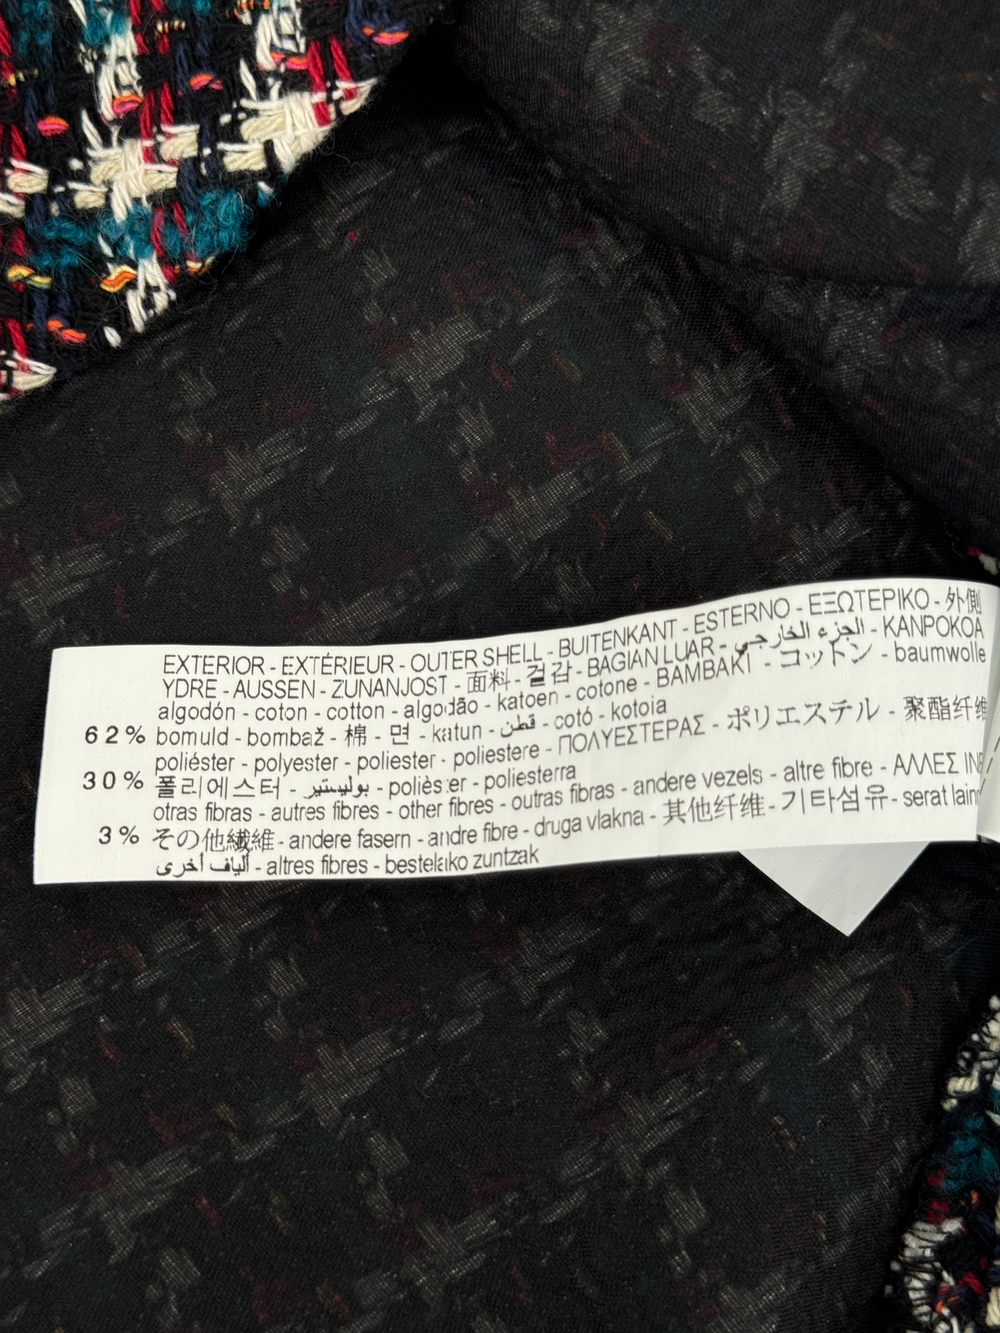 EXTERIOR - EXTÉRIEUR - OUTER SHELL - BUITENKANT - ESTERNO - ΕΞΩΤΕΡΙΚΟ - 外側
YDRE - AUSSEN - ZUNANJOST - 面料 - 겉감 - BAGIAN LUAR - الجزء الخارجي - KANPOKOA
algodón - coton - cotton - algodão - katoen - cotone - ΒΑΜΒΑΚΙ - コットン - baumwolle
62% bomuld - bombaž - 棉 - 면 - katun - قطن - cotó - kotoia
poliéster - polyester - poliester - poliestere - ΠΟΛΥΕΣΤΕΡΑΣ - ポリエステル - 聚酯纤维
30% 폴리에스터 - بوليستير - polièster - poliesterra
otras fibras - autres fibres - other fibres - outras fibras - andere vezels - altre fibre - ΑΛΛΕΣ
3% その他繊維 - andere fasern - andre fibre - druga vlakna - 其他纤维 - 기타섬유 - serat lain
ألياف أخرى - altres fibres - bestelako zuntzak